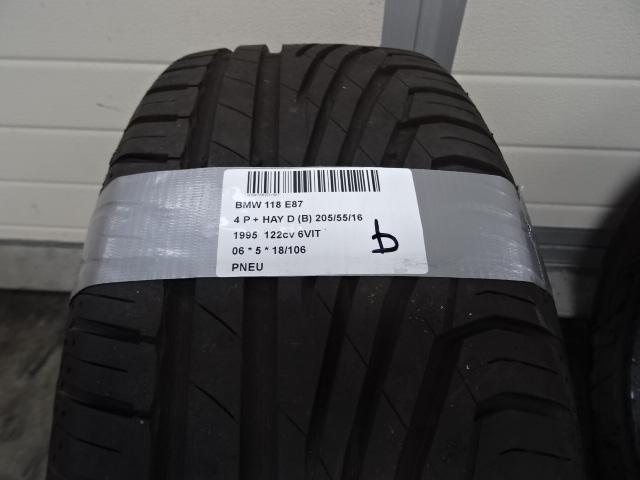 BMW 118 E87
4 P + HAY D (B) 205/55/16
1995 122cv 6VIT
06 * 5 * 18/106
PNEU
b